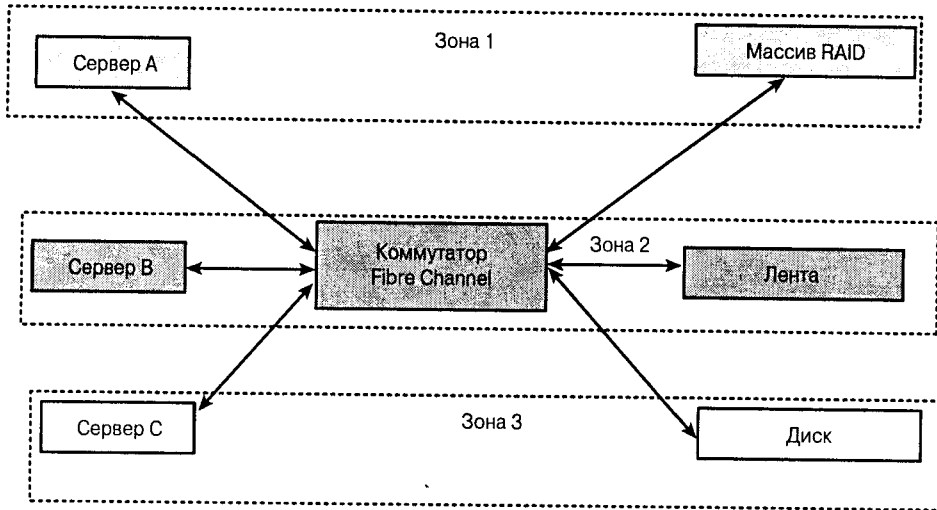 Зона 1
Сервер A
Массив RAID
Коммутатор
Fibre Channel
Зона 2
Сервер B
Лента
Сервер C
Зона 3
Диск